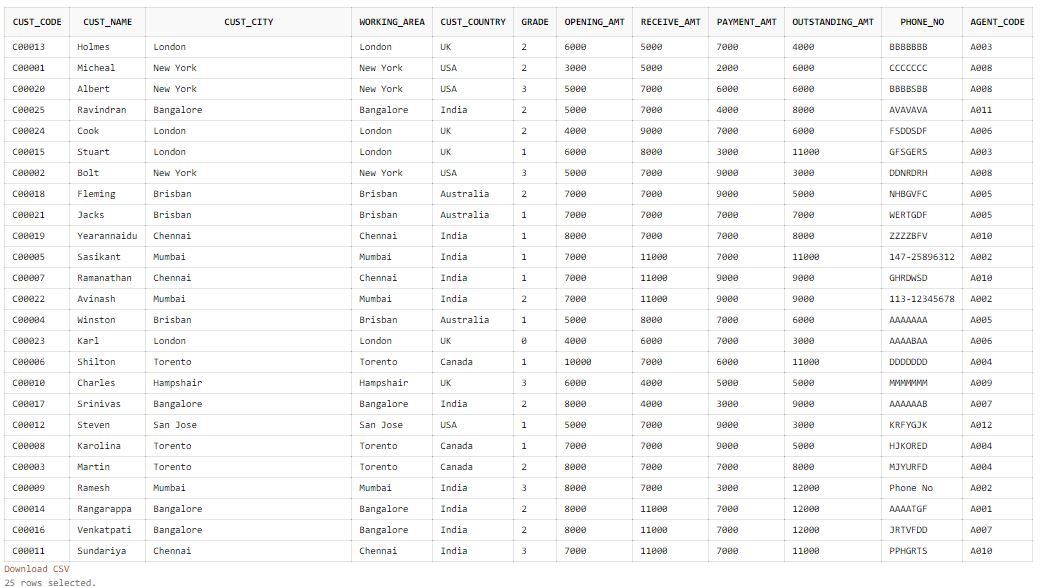 CUST_CODE CUST_NAME CUST_CITY WORKING_AREA CUST_COUNTRY GRADE OPENING_AMT RECEIVE_AMT PAYMENT_AMT OUTSTANDING_AMT PHONE_NO AGENT_CODE
C00013 Holmes London London UK 2 6000 5000 7000 4000 BBBBBBB A003
C00001 Micheal New York New York USA 2 3000 5000 2000 6000 CCCCCCC A008
C00020 Albert New York New York USA 3 5000 7000 6000 6000 BBBBSBB A008
C00025 Ravindran Bangalore Bangalore India 2 5000 7000 4000 8000 AVAVAVA A011
C00024 Cook London London UK 2 4000 9000 7000 6000 FSDDSDF A006
C00015 Stuart London London UK 1 6000 8000 3000 11000 GFSGERS A003
C00002 Bolt New York New York USA 3 5000 7000 9000 3000 DDNRDRH A008
C00018 Fleming Brisban Brisban Australia 2 7000 7000 9000 5000 NHBGVFC A005
C00021 Jacks Brisban Brisban Australia 1 7000 7000 7000 7000 WERTGDF A005
C00019 Yearannaidu Chennai Chennai India 1 8000 7000 7000 8000 ZZZZBFV A010
C00005 Sasikant Mumbai Mumbai India 1 7000 11000 7000 11000 147-25896312 A002
C00007 Ramanathan Chennai Chennai India 1 7000 11000 9000 9000 GHRDWSD A010
C00022 Avinash Mumbai Mumbai India 2 7000 11000 9000 9000 113-12345678 A002
C00004 Winston Brisban Brisban Australia 1 5000 8000 7000 6000 AAAAAAA A005
C00023 Karl London London UK 0 4000 6000 7000 3000 AAAABAA A006
C00006 Shilton Torento Torento Canada 1 10000 7000 6000 11000 DDDDDDD A004
C00010 Charles Hampshair Hampshair UK 3 6000 4000 5000 5000 MMMMMMM A009
C00017 Srinivas Bangalore Bangalore India 2 8000 4000 3000 9000 AAAAAAB A007
C00012 Steven San Jose San Jose USA 1 5000 7000 9000 3000 KRFYGJK A012
C00008 Karolina Torento Torento Canada 1 7000 7000 9000 5000 HJKORED A004
C00003 Martin Torento Torento Canada 2 8000 7000 7000 8000 MJYURFD A004
C00009 Ramesh Mumbai Mumbai India 3 8000 7000 3000 12000 Phone No A002
C00014 Rangarappa Bangalore Bangalore India 2 8000 11000 7000 12000 AAAATGF A001
C00016 Venkatpati Bangalore Bangalore India 2 8000 11000 7000 12000 JRTVFDD A007
C00011 Sundariya Chennai Chennai India 3 7000 11000 7000 11000 PPHGRTS A010
Download CSV
25 rows selected.